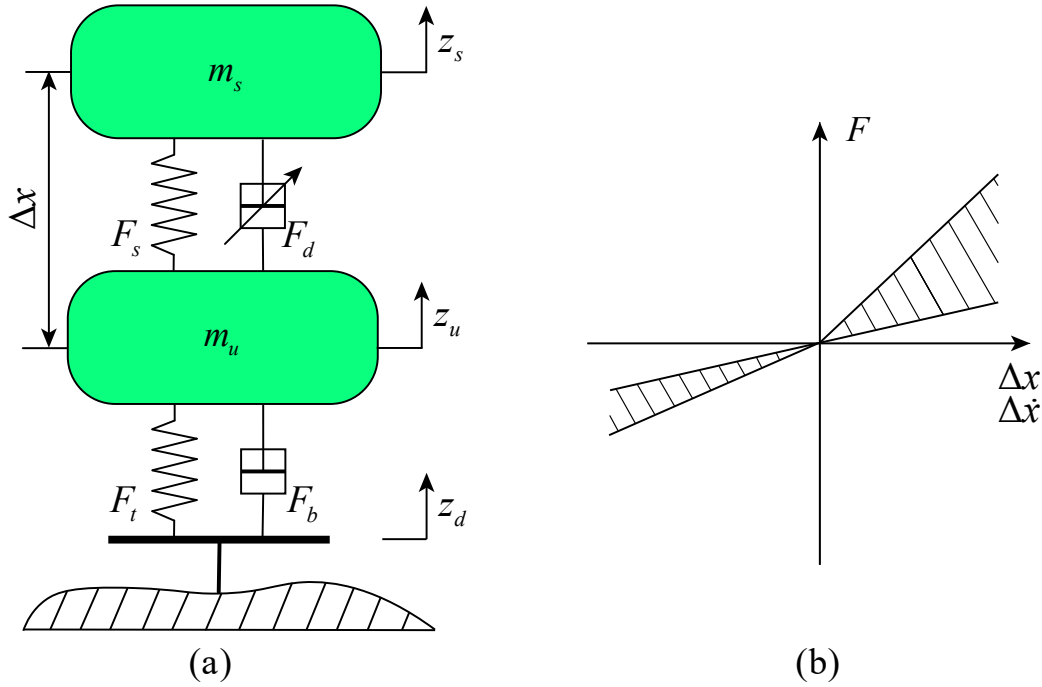 m_s
z_s
Δx
F_s
F_d
m_u
z_u
F_t
F_b
z_d
(a)
F
Δx
Δẋ
(b)